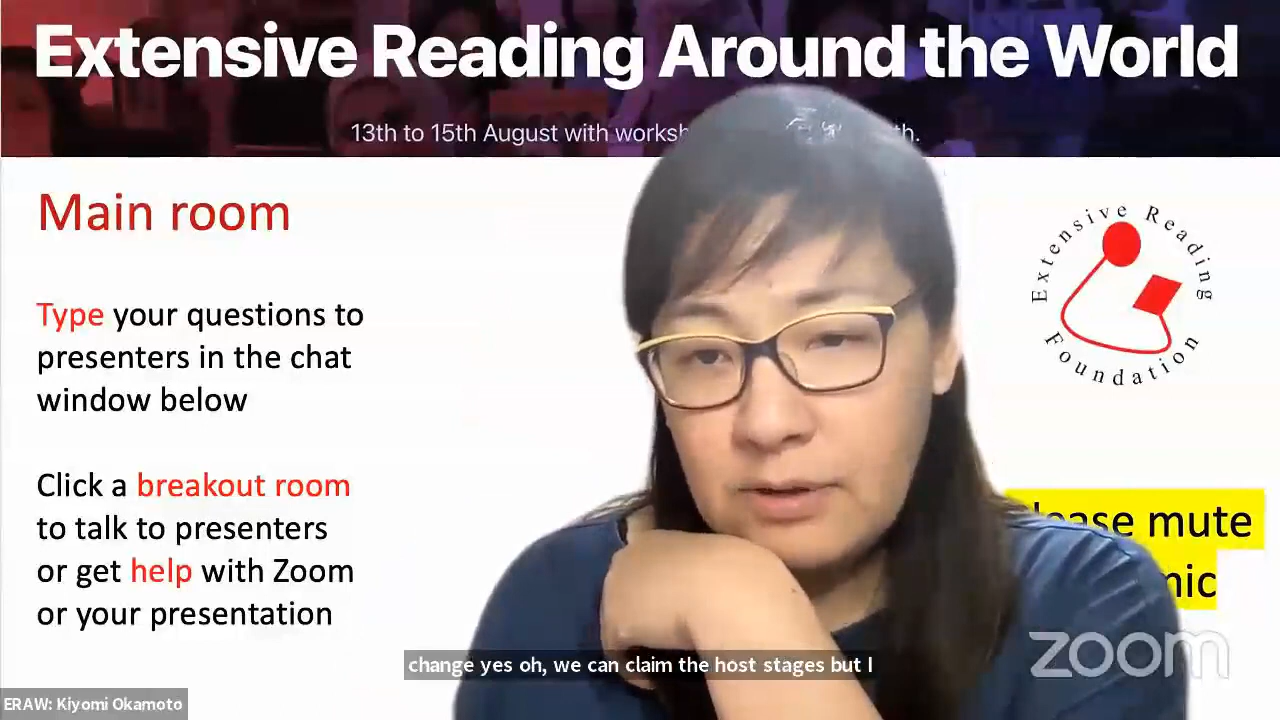 Extensive Reading Around the World
13th to 15th August with worksh th.
Main room
Extensive Reading
Foundation
Type your questions to
presenters in the chat
window below
Click a breakout room
to talk to presenters
or get help with Zoom
or your presentation
mute
zoom
change yes oh, we can claim the host stages but I
ERAW: Kiyomi Okamoto